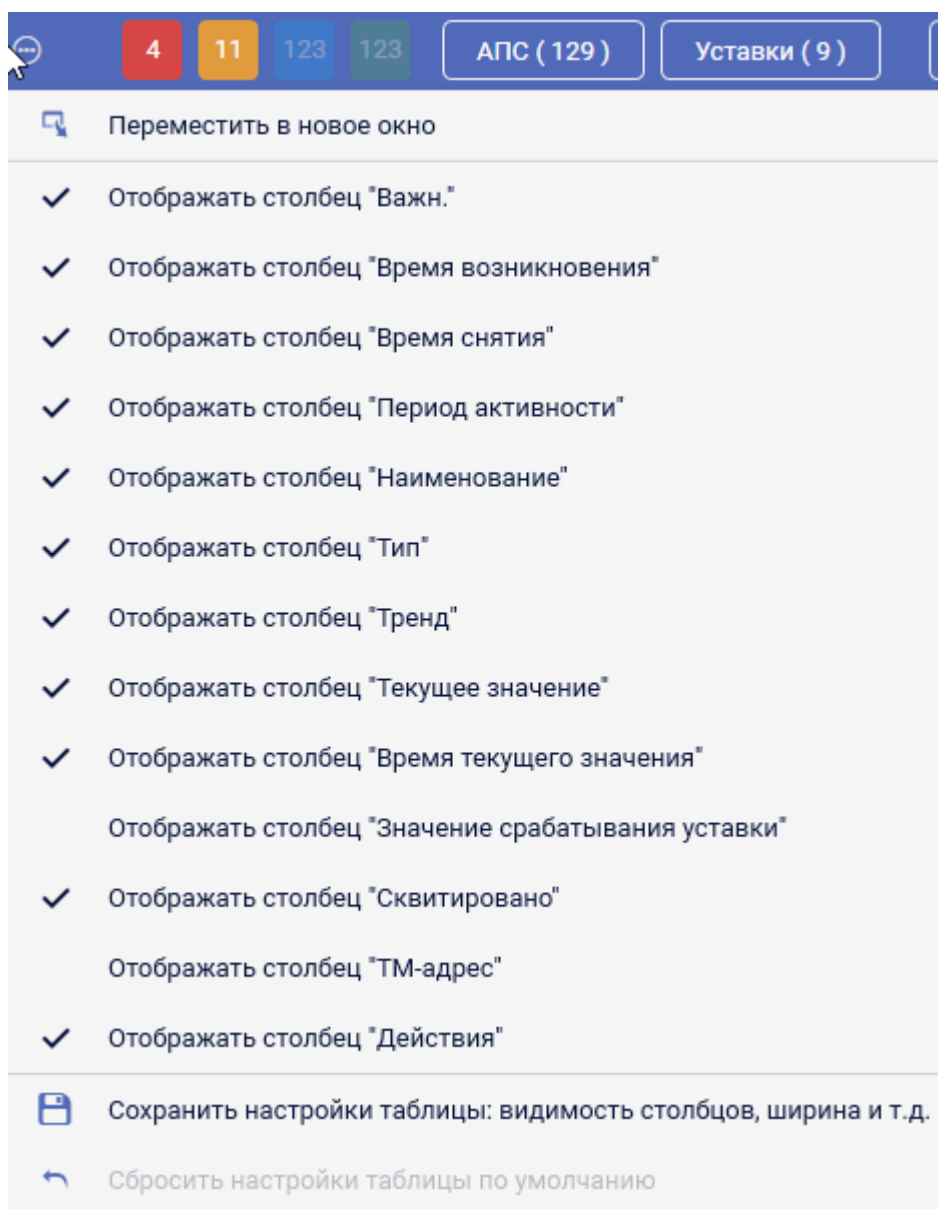 4 11 123 123 АПС ( 129 ) Уставки ( 9 )
Переместить в новое окно
Отображать столбец "Важн."
Отображать столбец "Время возникновения"
Отображать столбец "Время снятия"
Отображать столбец "Период активности"
Отображать столбец "Наименование"
Отображать столбец "Тип"
Отображать столбец "Тренд"
Отображать столбец "Текущее значение"
Отображать столбец "Время текущего значения"
Отображать столбец "Значение срабатывания уставки"
Отображать столбец "Сквитировано"
Отображать столбец "ТМ-адрес"
Отображать столбец "Действия"
Сохранить настройки таблицы: видимость столбцов, ширина и т.д.
Сбросить настройки таблицы по умолчанию